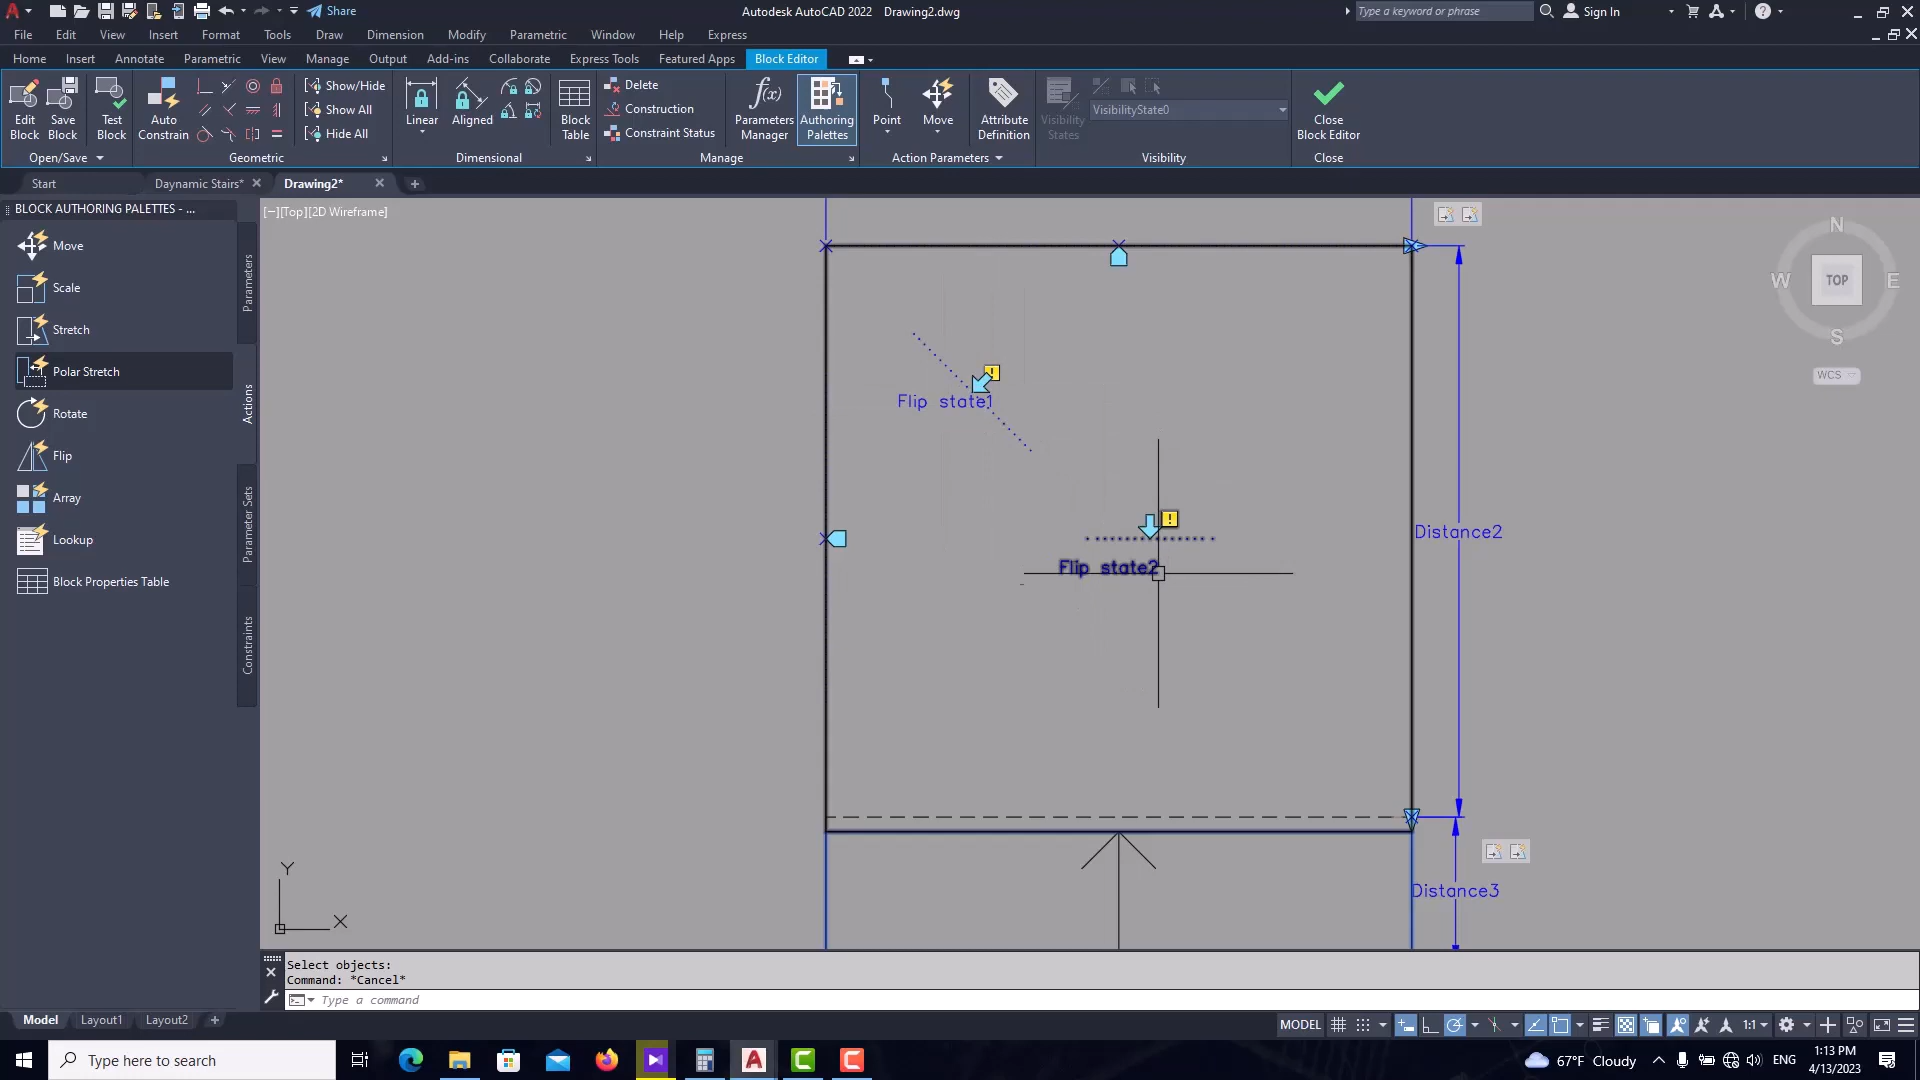 Share
Autodesk AutoCAD 2022 Drawing2.dwg
Type a keyword or phrase
Sign In
File Edit View Insert Format Tools Draw Dimension Modify Parametric Window Help Express
Home Insert Annotate Parametric View Manage Output Add-ins Collaborate Express Tools Featured Apps Block Editor
Edit Block
Save Block
Test Block
Auto Constrain
Show/Hide
Show All
Hide All
Linear
Aligned
Block Table
Delete
Construction
Constraint Status
Parameters Manager
Authoring Palettes
Point
Move
Attribute Definition
Visibility States
VisibilityState0
Close Block Editor
Open/Save
Geometric
Dimensional
Manage
Action Parameters
Visibility
Close
Start
Daynamic Stairs*
Drawing2*
BLOCK AUTHORING PALETTES - ...
Move
Scale
Stretch
Polar Stretch
Rotate
Flip
Array
Lookup
Block Properties Table
Parameters
Actions
Parameter Sets
Constraints
[−][Top][2D Wireframe]
N
W
TOP
E
S
WCS
Flip state1
Flip state2
Distance2
Distance3
Y
X
Select objects:
Command: *Cancel*
Type a command
Model Layout1 Layout2
MODEL
1:1
Type here to search
67°F Cloudy
ENG
1:13 PM
4/13/2023